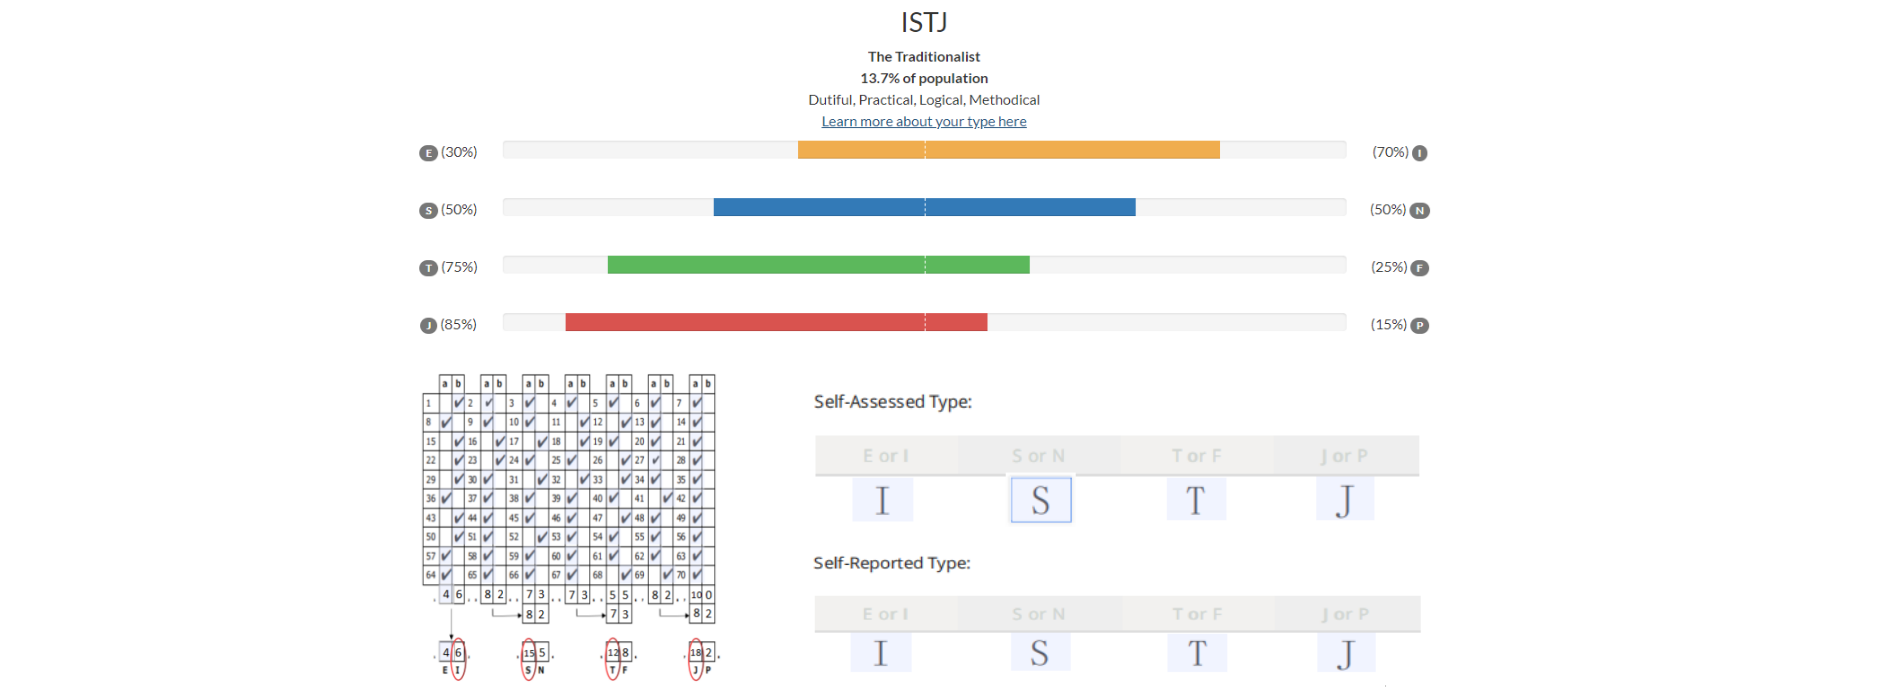 ISTJ
The Traditionalist
13.7% of population
Dutiful, Practical, Logical, Methodical
Learn more about your type here
E (30%) (70%) I
S (50%) (50%) N
T (75%) (25%) F
J (85%) (15%) P
a b a b a b a b a b a b a b
1 ✓ 2 ✓ 3 ✓ 4 ✓ 5 ✓ 6 ✓ 7 ✓
8 ✓ 9 ✓ 10 ✓ 11 ✓ 12 ✓ 13 ✓ 14 ✓
15 ✓ 16 ✓ 17 ✓ 18 ✓ 19 ✓ 20 ✓ 21 ✓
22 ✓ 23 ✓ 24 ✓ 25 ✓ 26 ✓ 27 ✓ 28 ✓
29 ✓ 30 ✓ 31 ✓ 32 ✓ 33 ✓ 34 ✓ 35 ✓
36 ✓ 37 ✓ 38 ✓ 39 ✓ 40 ✓ 41 ✓ 42 ✓
43 ✓ 44 ✓ 45 ✓ 46 ✓ 47 ✓ 48 ✓ 49 ✓
50 ✓ 51 ✓ 52 ✓ 53 ✓ 54 ✓ 55 ✓ 56 ✓
57 ✓ 58 ✓ 59 ✓ 60 ✓ 61 ✓ 62 ✓ 63 ✓
64 ✓ 65 ✓ 66 ✓ 67 ✓ 68 ✓ 69 ✓ 70 ✓
4 6 8 2 7 3 7 3 5 5 8 2 10 0
8 2 7 3 8 2
4 6 15 5 12 8 18 2
E I S N T F J P
Self-Assessed Type:
E or I S or N T or F J or P
I S T J
Self-Reported Type:
E or I S or N T or F J or P
I S T J